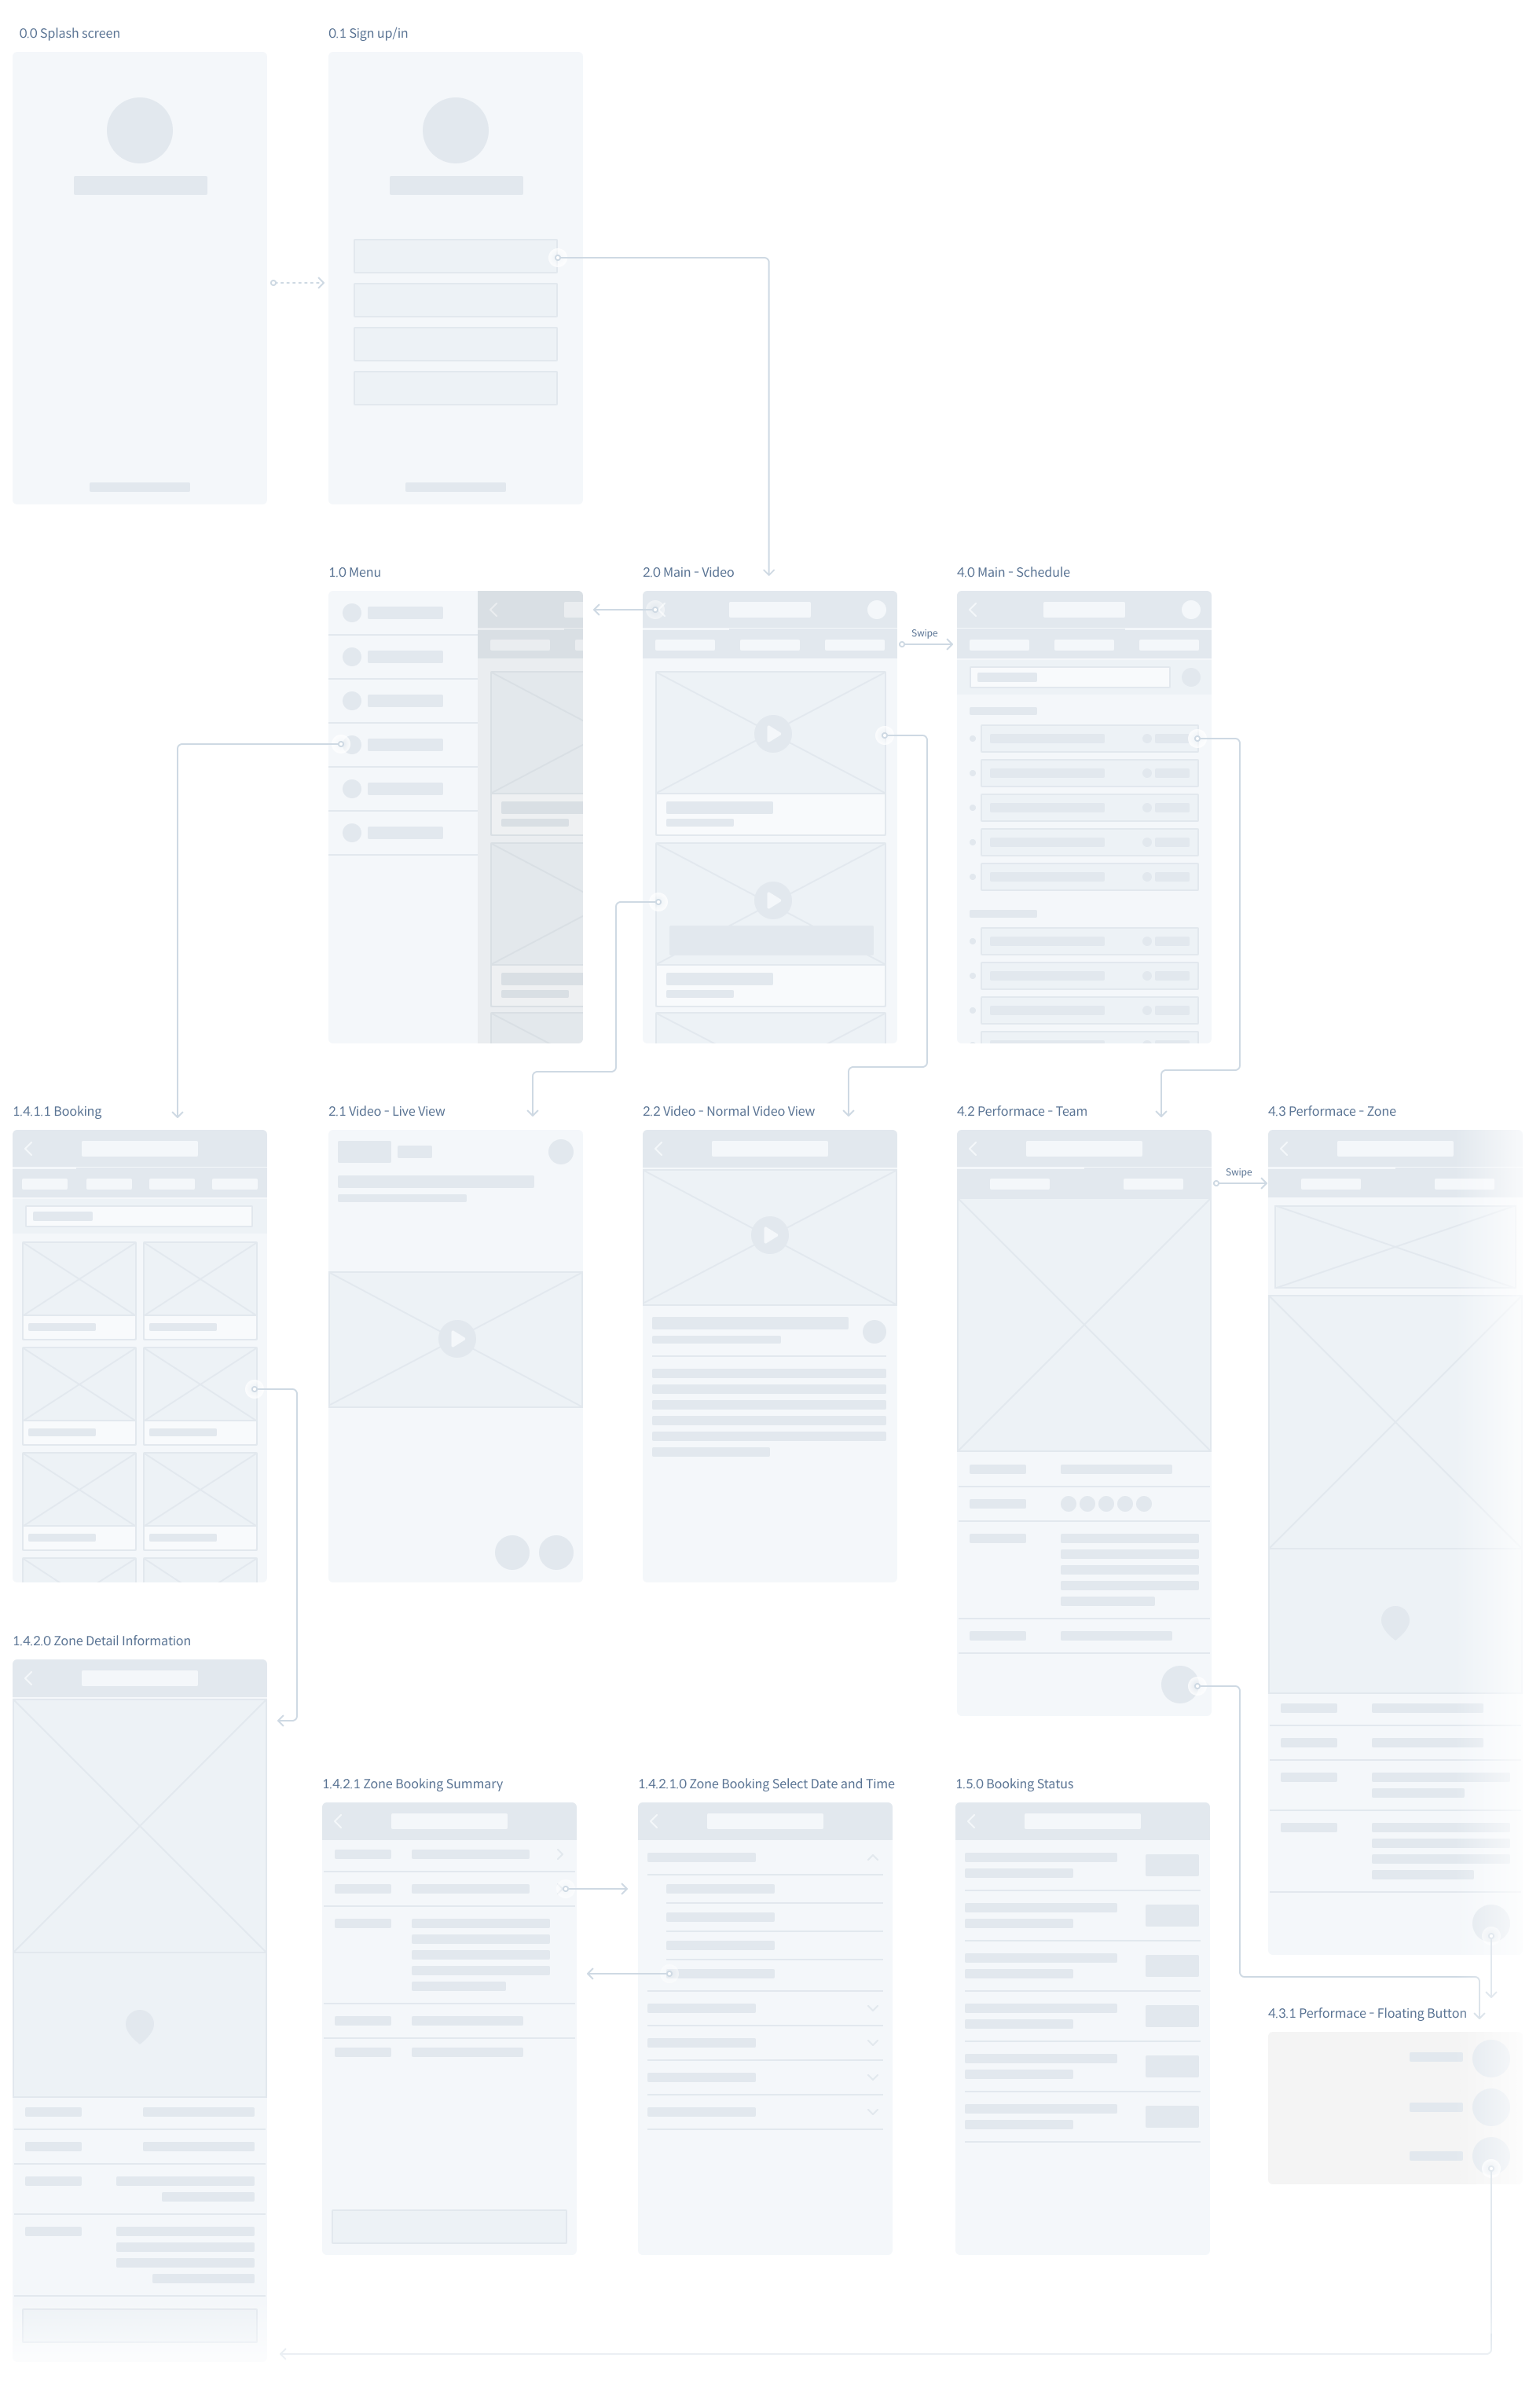 0.0 Splash screen
0.1 Sign up/in
1.0 Menu
2.0 Main - Video
4.0 Main - Schedule
Swipe
1.4.1.1 Booking
2.1 Video - Live View
2.2 Video - Normal Video View
4.2 Performace - Team
4.3 Performace - Zone
Swipe
1.4.2.0 Zone Detail Information
1.4.2.1 Zone Booking Summary
1.4.2.1.0 Zone Booking Select Date and Time
1.5.0 Booking Status
4.3.1 Performace - Floating Button